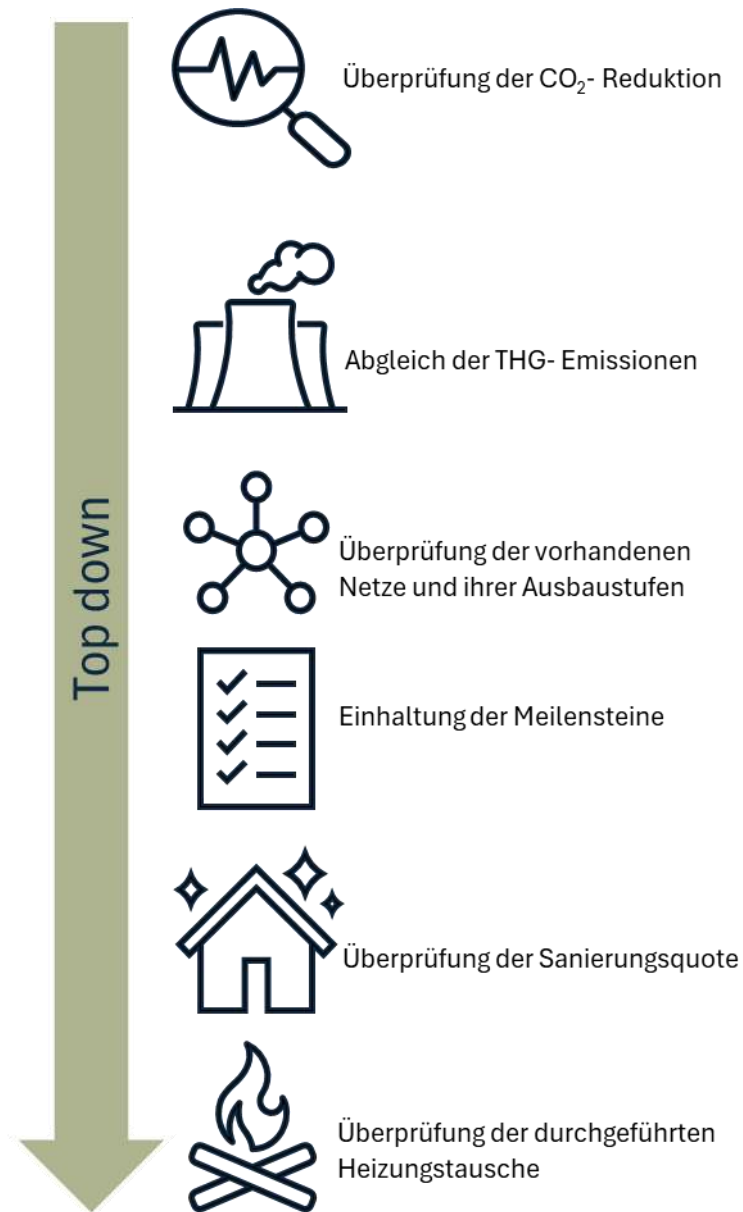 Überprüfung der CO₂- Reduktion
Abgleich der THG- Emissionen
Top down
Überprüfung der vorhandenen
Netze und ihrer Ausbaustufen
Einhaltung der Meilensteine
Überprüfung der Sanierungsquote
Überprüfung der durchgeführten
Heizungstausche